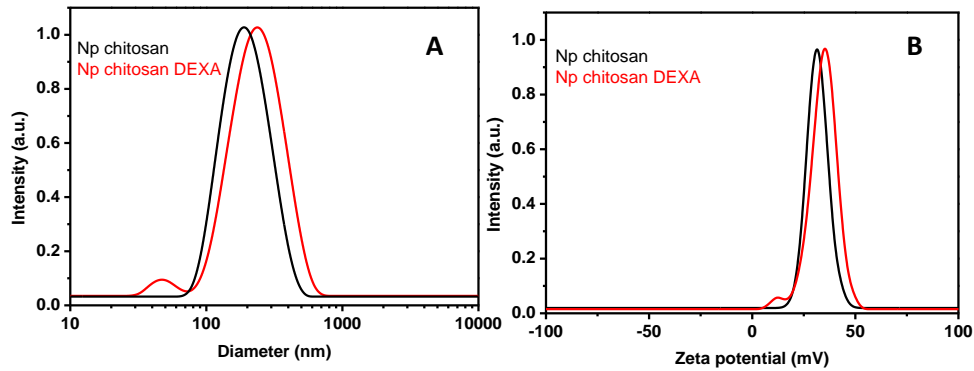 A
Np chitosan
Np chitosan DEXA
Intensity (a.u.)
1.0
0.8
0.6
0.4
0.2
0.0
10
100
1000
10000
Diameter (nm)
B
Np chitosan
Np chitosan DEXA
Intensity (a.u.)
1.0
0.8
0.6
0.4
0.2
0.0
-100
-50
0
50
100
Zeta potential (mV)